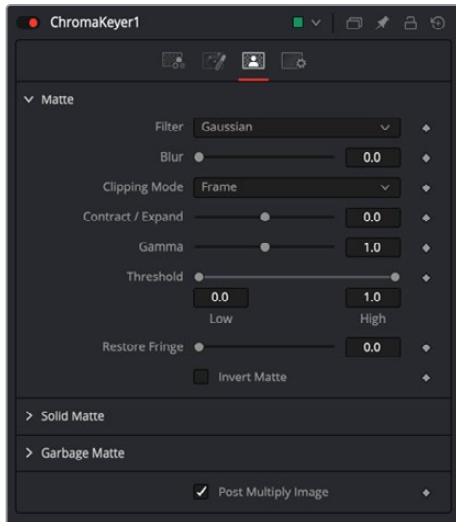 ChromaKeyer1
Matte
Filter Gaussian
Blur 0.0
Clipping Mode Frame
Contract / Expand 0.0
Gamma 1.0
Threshold
0.0 1.0
Low High
Restore Fringe 0.0
Invert Matte
Solid Matte
Garbage Matte
Post Multiply Image